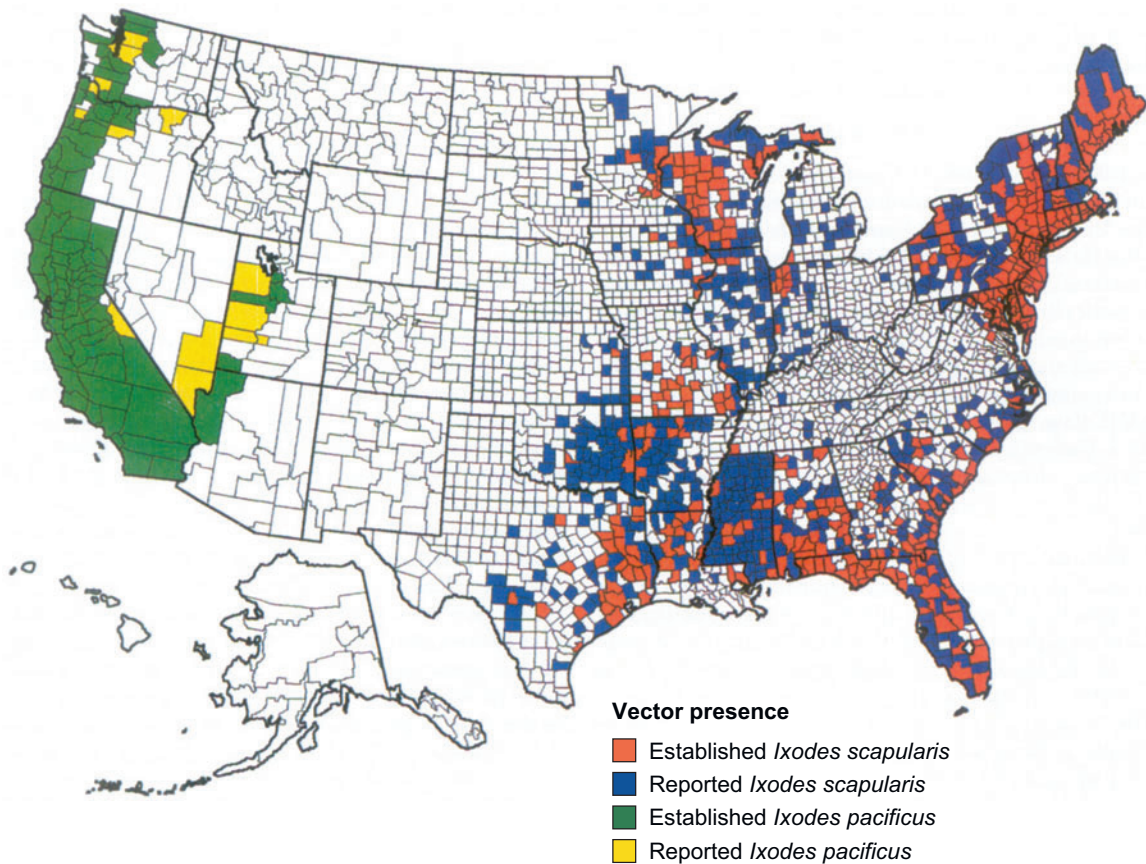 Vector presence
Established Ixodes scapularis
Reported Ixodes scapularis
Established Ixodes pacificus
Reported Ixodes pacificus